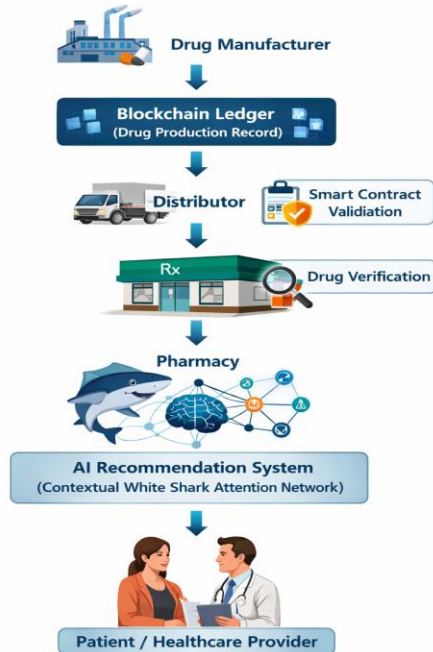 Drug Manufacturer
Blockchain Ledger
(Drug Production Record)
Distributor
Smart Contract
Validiation
Rx
Drug Verification
Pharmacy
AI Recommendation System
(Contextual White Shark Attention Network)
Patient / Healthcare Provider